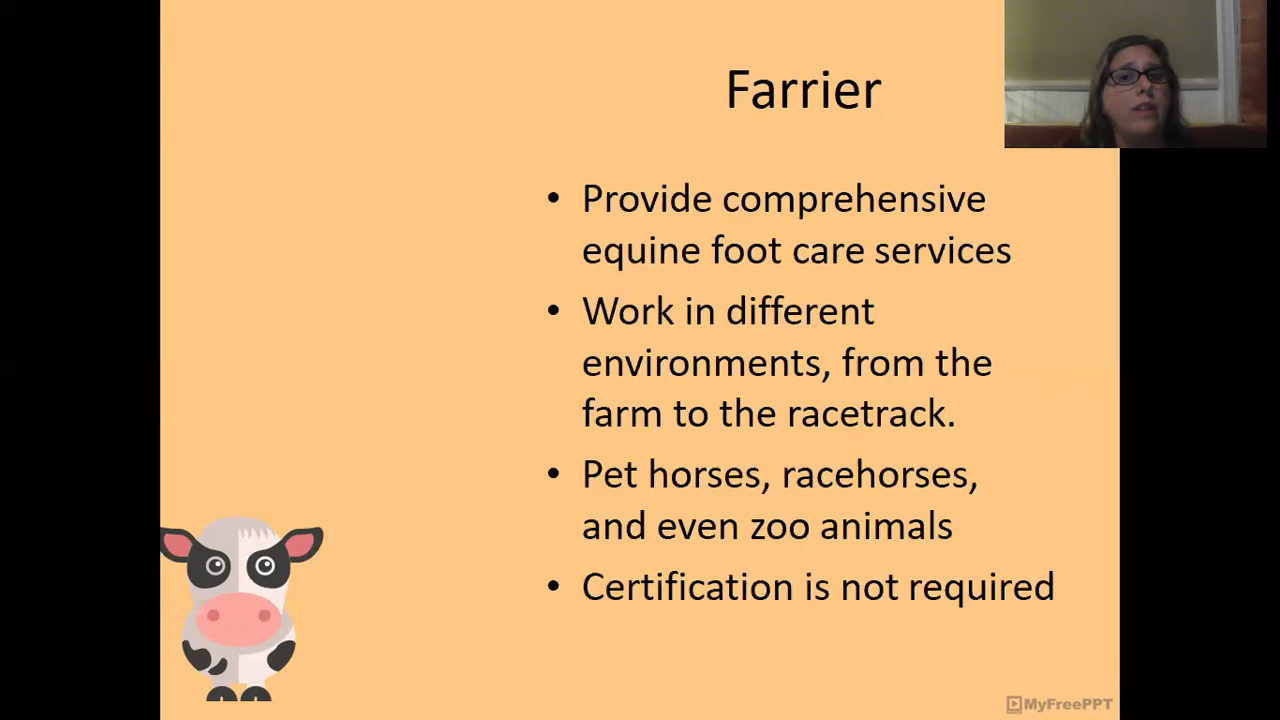 Farrier
• Provide comprehensive
equine foot care services
• Work in different
environments, from the
farm to the racetrack.
• Pet horses, racehorses,
and even zoo animals
• Certification is not required
MyFreePPT